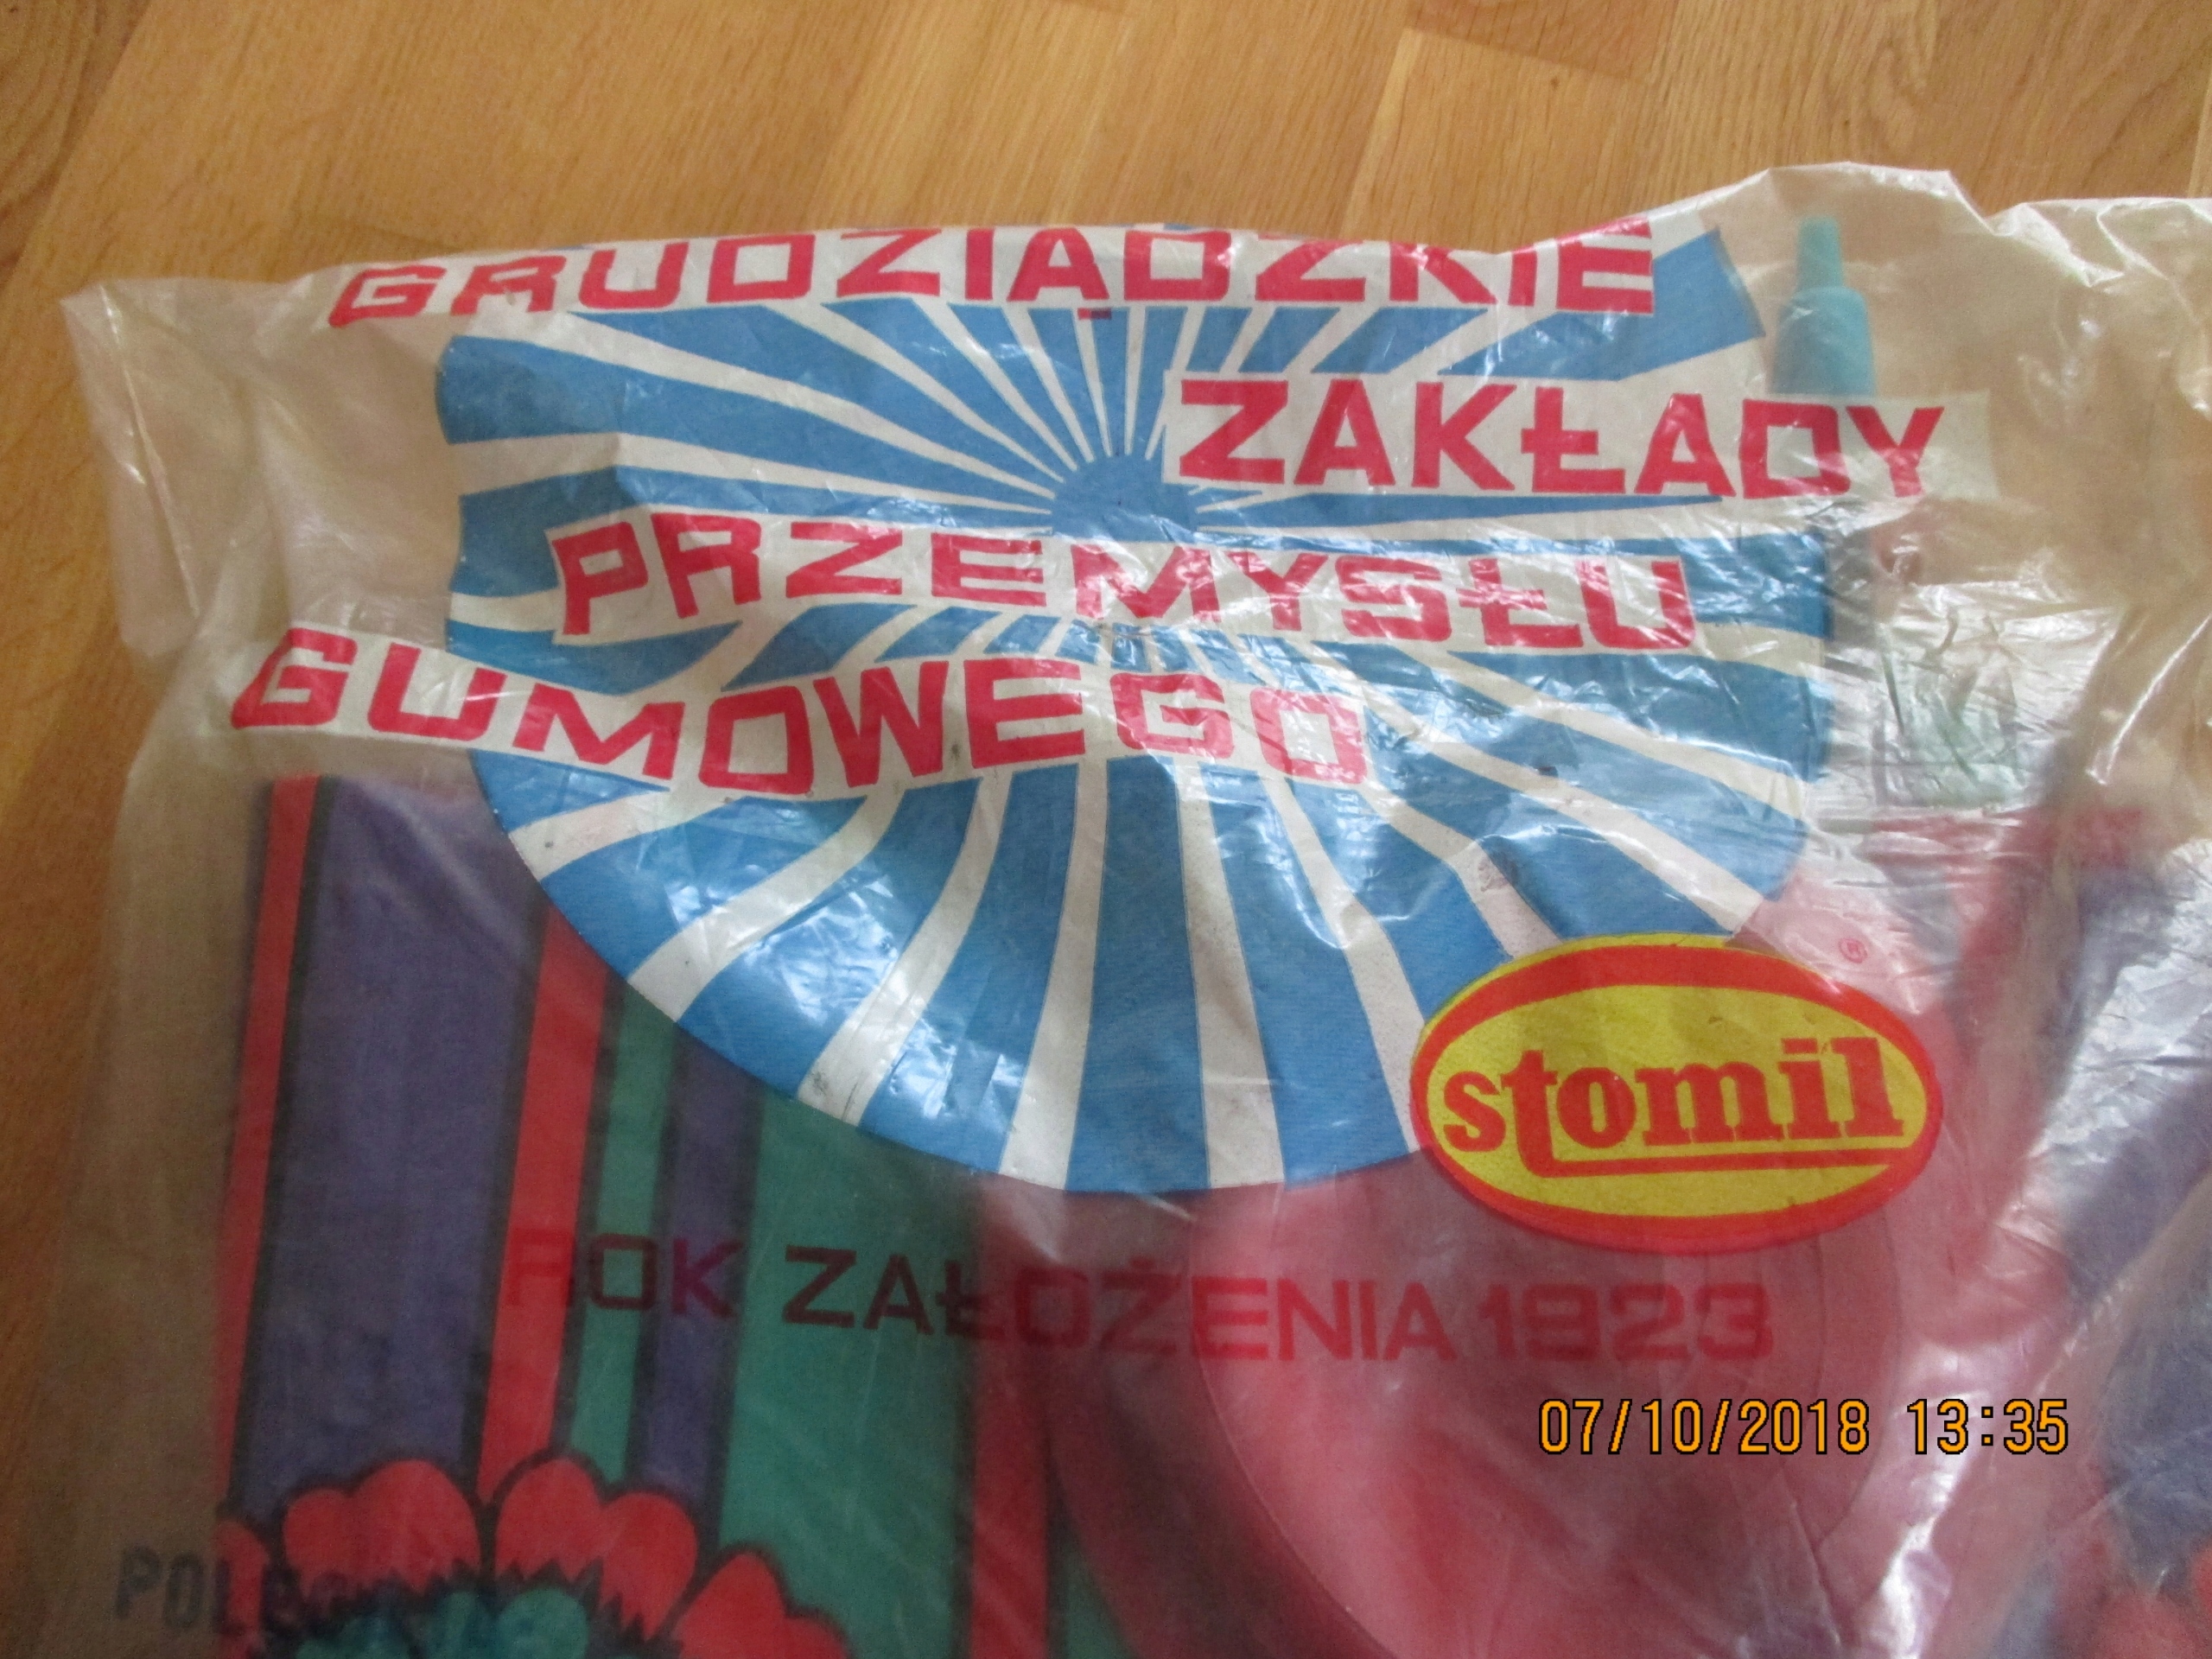 GRUDZIĄDZKIE
ZAKŁADY
PRZEMYSŁU
GUMOWEGO
®
stomil
ROK ZAŁOŻENIA 1923
07/10/2018 13:35